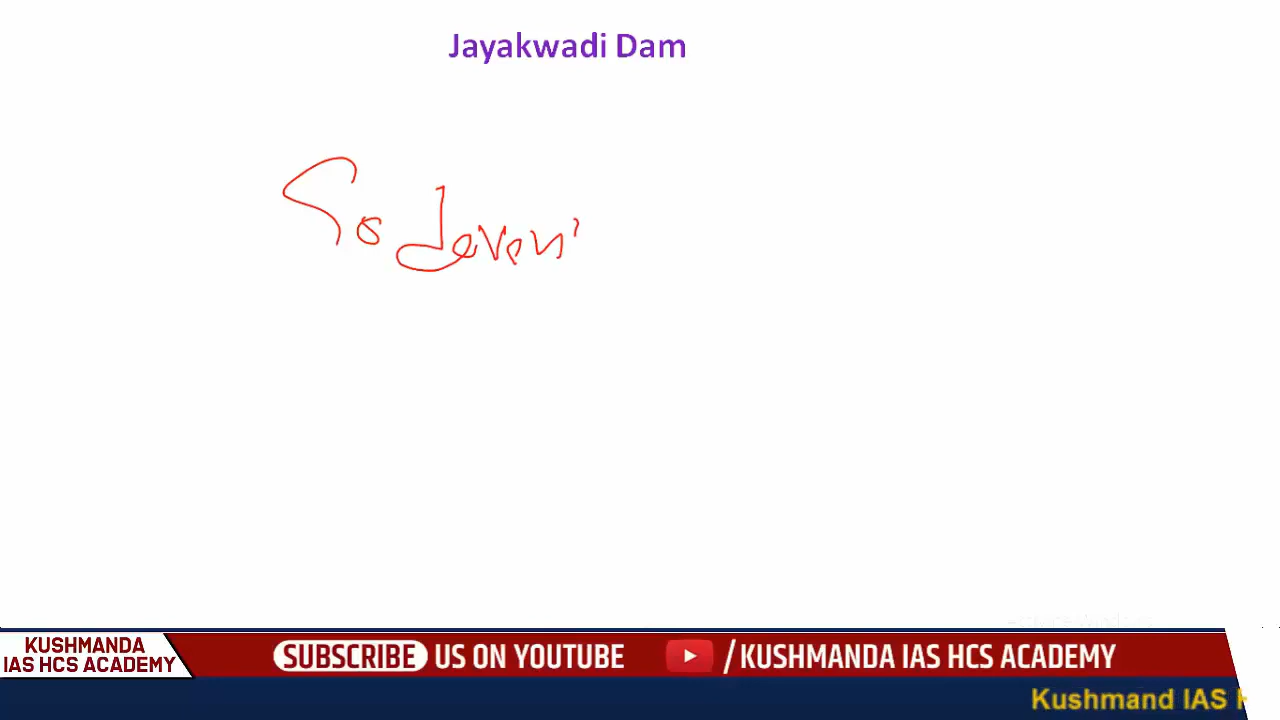 Jayakwadi Dam
Godavari
KUSHMANDA
IAS HCS ACADEMY
SUBSCRIBE US ON YOUTUBE
/KUSHMANDA IAS HCS ACADEMY
Kushmand IAS H